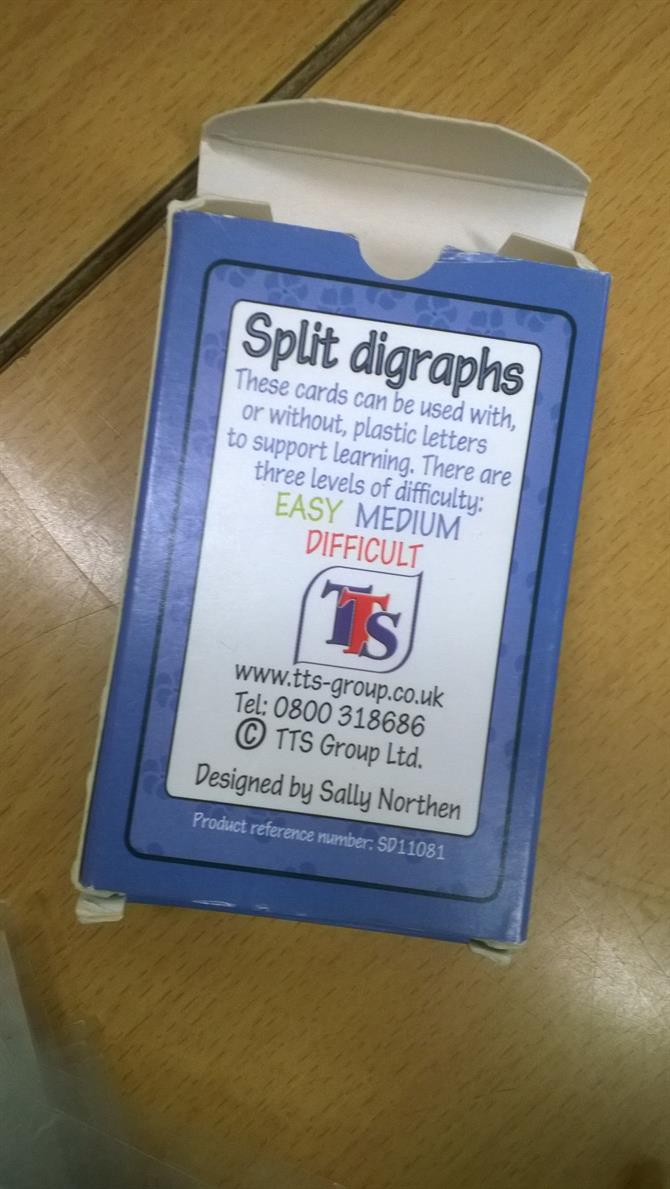 Split digraphs
These cards can be used with,
or without, plastic letters
to support learning. There are
three levels of difficulty:
EASY MEDIUM
DIFFICULT
TTS
www.tts-group.co.uk
Tel: 0800 318686
© TTS Group Ltd.
Designed by Sally Northen
Product reference number: SD11081